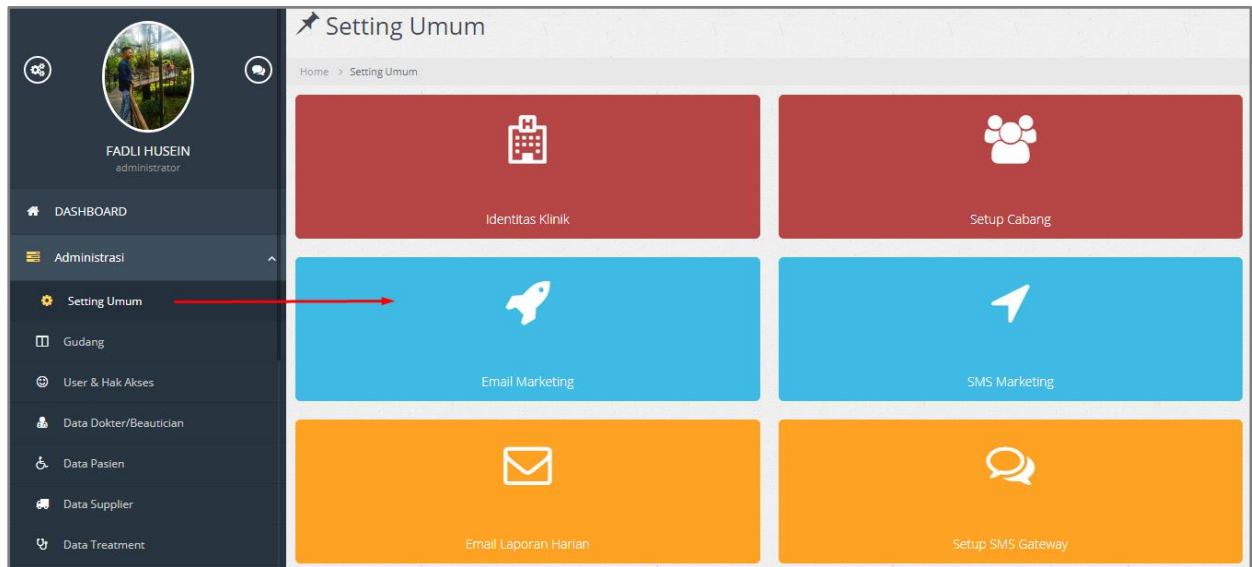 FADLI HUSEIN
administrator
DASHBOARD
Administrasi
Setting Umum
Gudang
User & Hak Akses
Data Dokter/Beautician
Data Pasien
Data Supplier
Data Treatment
Setting Umum
Home > Setting Umum
Identitas Klinik
Setup Cabang
Email Marketing
SMS Marketing
Email Laporan Harian
Setup SMS Gateway